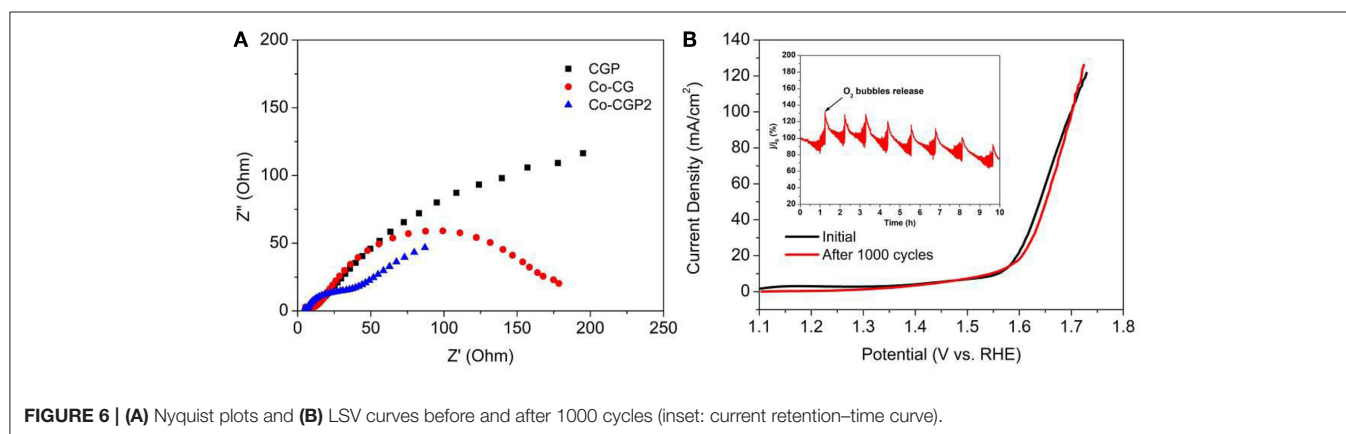 A
200
150
100
50
0
Z'' (Ohm)
CGP
Co-CG
Co-CGP2
0 50 100 150 200 250
Z' (Ohm)
B
140
120
100
80
60
40
20
0
Current Density (mA/cm²)
200
180
160
140
120
100
80
60
40
20
j/j₀ (%)
O₂ bubbles release
0 1 2 3 4 5 6 7 8 9 10
Time (h)
Initial
After 1000 cycles
1.1 1.2 1.3 1.4 1.5 1.6 1.7 1.8
Potential (V vs. RHE)
FIGURE 6 | (A) Nyquist plots and (B) LSV curves before and after 1000 cycles (inset: current retention–time curve).